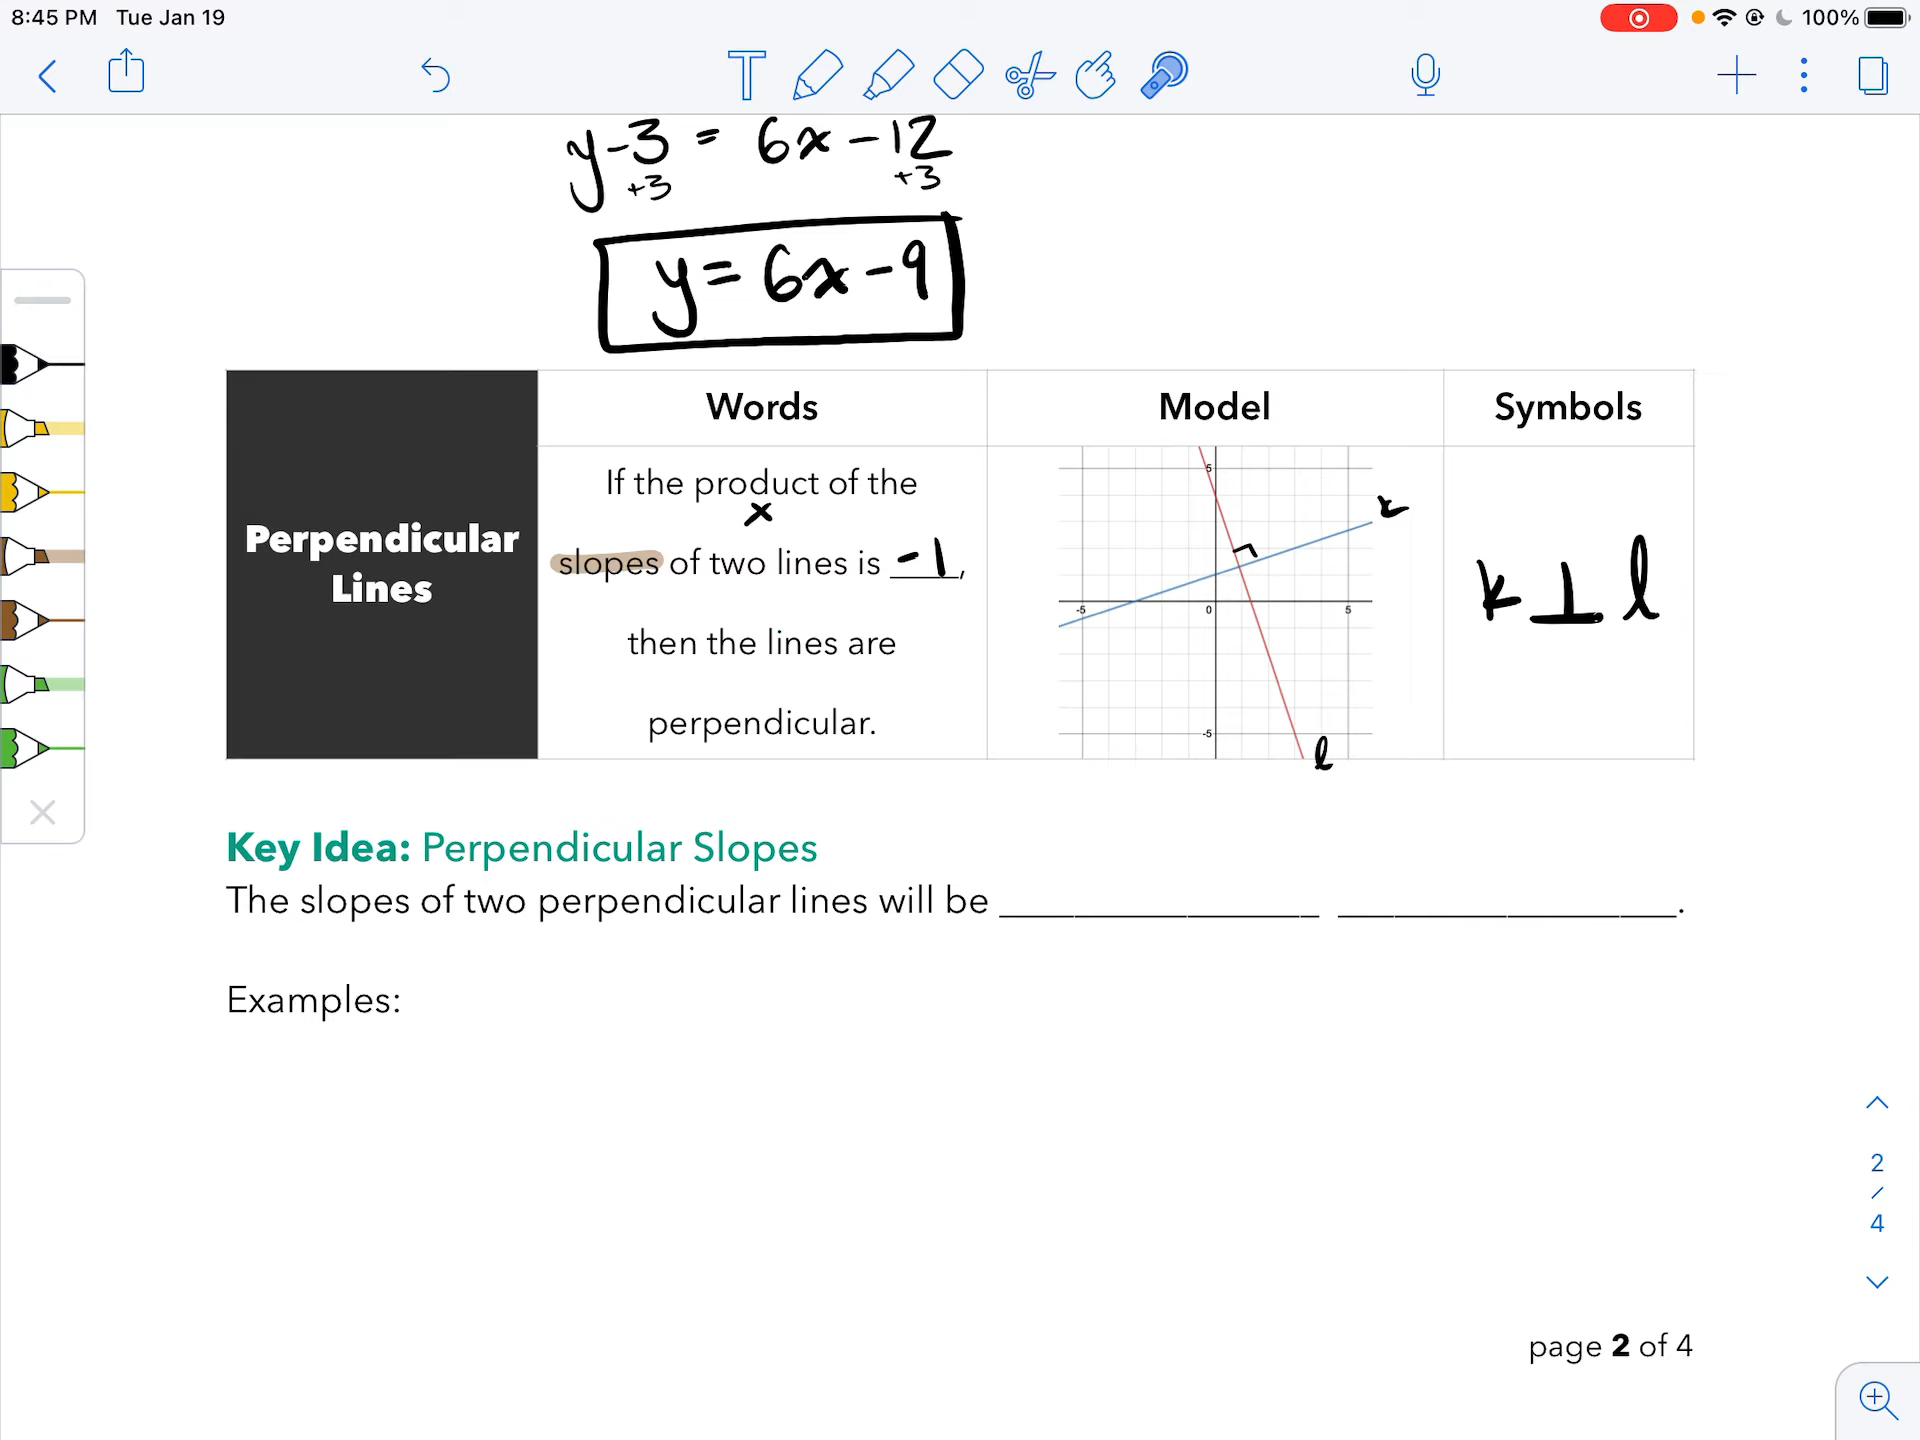 8:45 PM Tue Jan 19
100%
y-3 = 6x-12
+3 +3
y = 6x-9
Words Model Symbols
Perpendicular
Lines
If the product of the
x
slopes of two lines is -1,
then the lines are
perpendicular.
5
-5 0 5
-5
k
l
k ⊥ l
Key Idea: Perpendicular Slopes
The slopes of two perpendicular lines will be ________ ________.
Examples:
2
/
4
page 2 of 4